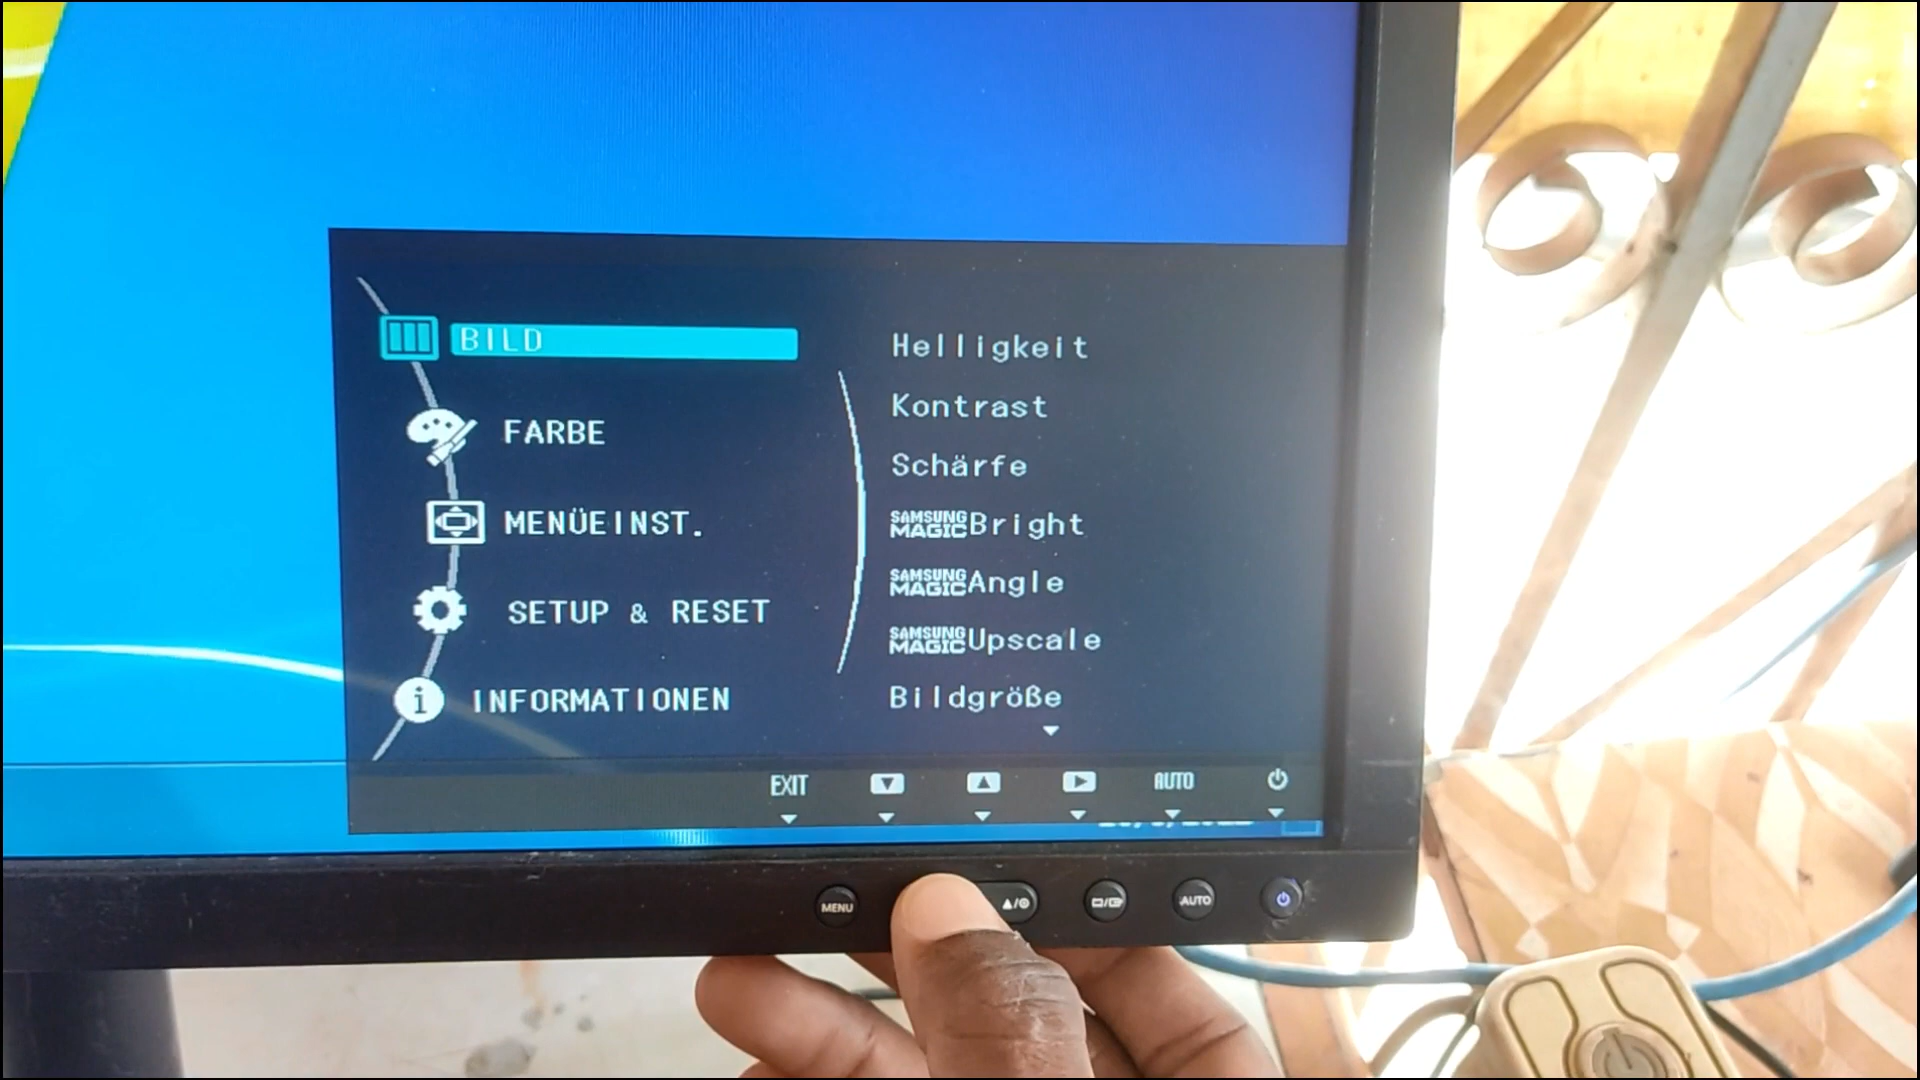 BILD
FARBE
MENÜEINST.
SETUP & RESET
INFORMATIONEN
Helligkeit
Kontrast
Schärfe
SAMSUNG MAGIC Bright
SAMSUNG MAGIC Angle
SAMSUNG MAGIC Upscale
Bildgröße
EXIT AUTO
MENU AUTO